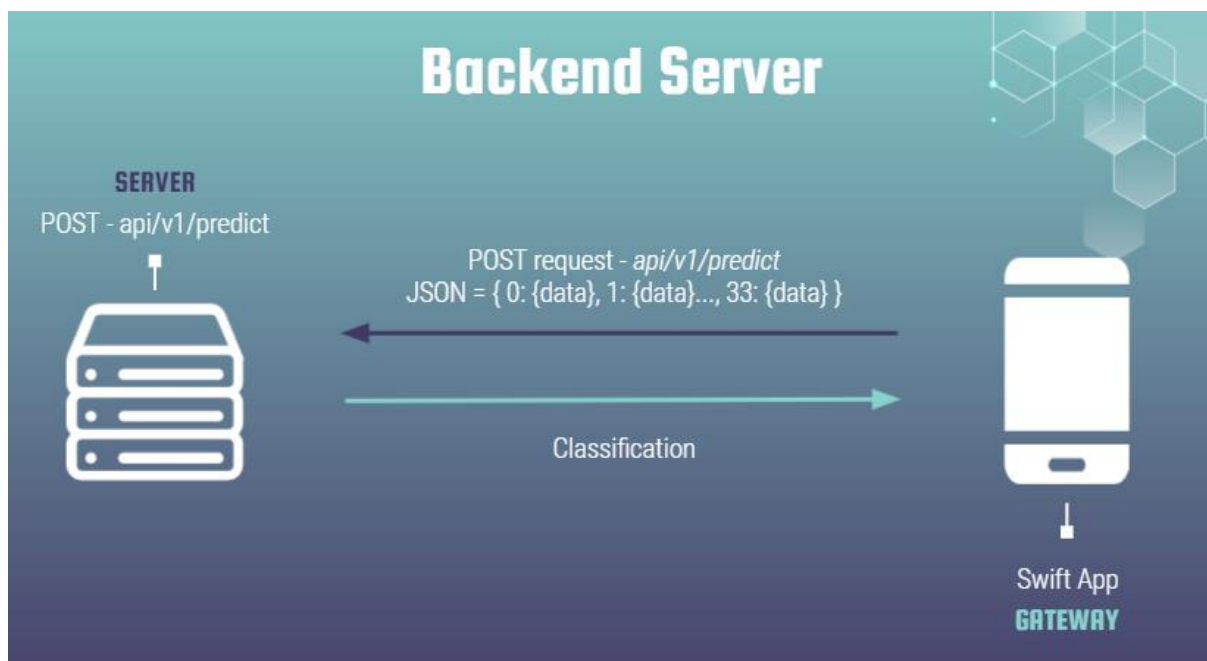 Backend Server
SERVER
POST - api/v1/predict
POST request - api/v1/predict
JSON = { 0: {data}, 1: {data}..., 33: {data} }
Classification
Swift App
GATEWAY